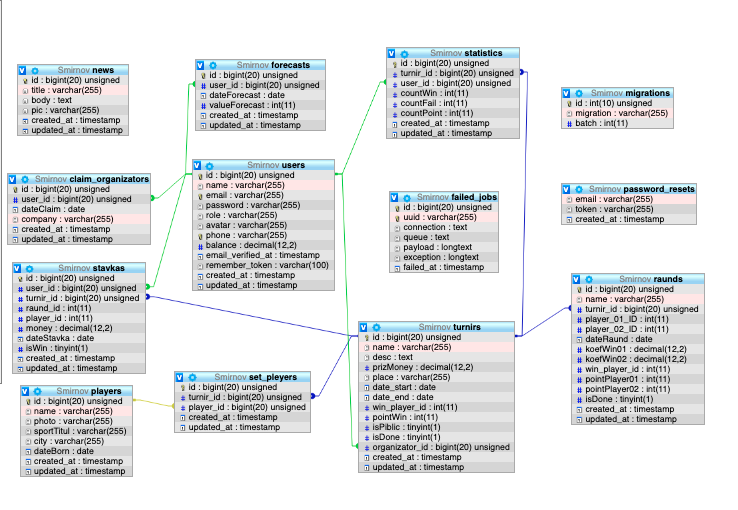 Smirnov news
id : bigint(20) unsigned
title : varchar(255)
body : text
pic : varchar(255)
created_at : timestamp
updated_at : timestamp
Smirnov forecasts
id : bigint(20) unsigned
user_id : bigint(20) unsigned
dateForecast : date
valueForecast : int(11)
created_at : timestamp
updated_at : timestamp
Smirnov statistics
id : bigint(20) unsigned
turnir_id : bigint(20) unsigned
user_id : bigint(20) unsigned
countWin : int(11)
countFail : int(11)
countPoint : int(11)
created_at : timestamp
updated_at : timestamp
Smirnov migrations
id : int(10) unsigned
migration : varchar(255)
batch : int(11)
Smirnov claim_organizators
id : bigint(20) unsigned
user_id : bigint(20) unsigned
dateClaim : date
company : varchar(255)
created_at : timestamp
updated_at : timestamp
Smirnov users
id : bigint(20) unsigned
name : varchar(255)
email : varchar(255)
password : varchar(255)
role : varchar(255)
avatar : varchar(255)
phone : varchar(255)
balance : decimal(12,2)
email_verified_at : timestamp
remember_token : varchar(100)
created_at : timestamp
updated_at : timestamp
Smirnov failed_jobs
id : bigint(20) unsigned
uuid : varchar(255)
connection : text
queue : text
payload : longtext
exception : longtext
failed_at : timestamp
Smirnov password_resets
email : varchar(255)
token : varchar(255)
created_at : timestamp
Smirnov stavkas
id : bigint(20) unsigned
user_id : bigint(20) unsigned
turnir_id : bigint(20) unsigned
raund_id : int(11)
player_id : int(11)
money : decimal(12,2)
dateStavka : date
isWin : tinyint(1)
created_at : timestamp
updated_at : timestamp
Smirnov raunds
id : bigint(20) unsigned
name : varchar(255)
turnir_id : bigint(20) unsigned
player_01_ID : int(11)
player_02_ID : int(11)
dateRaund : date
koefWin01 : decimal(12,2)
koefWin02 : decimal(12,2)
win_player_id : int(11)
pointPlayer01 : int(11)
pointPlayer02 : int(11)
isDone : tinyint(1)
created_at : timestamp
updated_at : timestamp
Smirnov turnirs
id : bigint(20) unsigned
name : varchar(255)
desc : text
prizMoney : decimal(12,2)
place : varchar(255)
date_start : date
date_end : date
win_player_id : int(11)
pointWin : int(11)
isPiblic : tinyint(1)
isDone : tinyint(1)
organizator_id : bigint(20) unsigned
created_at : timestamp
updated_at : timestamp
Smirnov set_pleyers
id : bigint(20) unsigned
turnir_id : bigint(20) unsigned
player_id : bigint(20) unsigned
created_at : timestamp
updated_at : timestamp
Smirnov players
id : bigint(20) unsigned
name : varchar(255)
photo : varchar(255)
sportTitul : varchar(255)
city : varchar(255)
dateBorn : date
created_at : timestamp
updated_at : timestamp